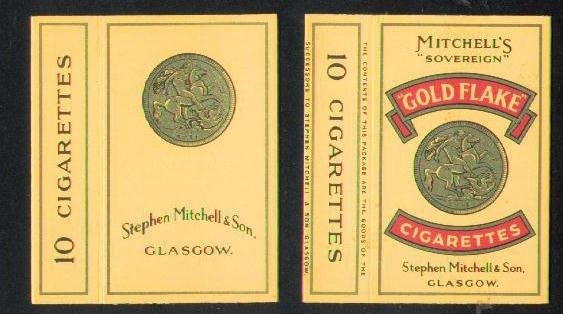 10 CIGARETTES
Stephen Mitchell & Son,
GLASGOW.
SUCCESSORS TO STEPHEN MITCHELL & SON GLASGOW.
10 CIGARETTES
THE CONTENTS OF THIS PACKAGE ARE THE GOODS OF THE
MITCHELL'S
"SOVEREIGN"
"GOLD FLAKE"
CIGARETTES
Stephen Mitchell & Son,
GLASGOW.